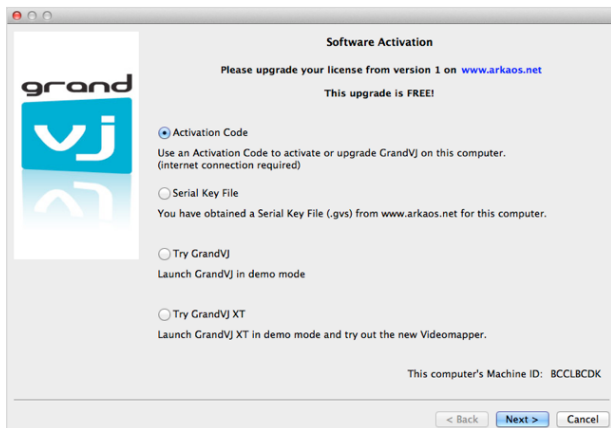 Software Activation
Please upgrade your license from version 1 on www.arkaos.net
This upgrade is FREE!
grand
vj
Activation Code
Use an Activation Code to activate or upgrade GrandVJ on this computer.
(internet connection required)
Serial Key File
You have obtained a Serial Key File (.gvs) from www.arkaos.net for this computer.
Try GrandVJ
Launch GrandVJ in demo mode
Try GrandVJ XT
Launch GrandVJ XT in demo mode and try out the new Videomapper.
This computer's Machine ID: BCCLBCDK
< Back Next > Cancel